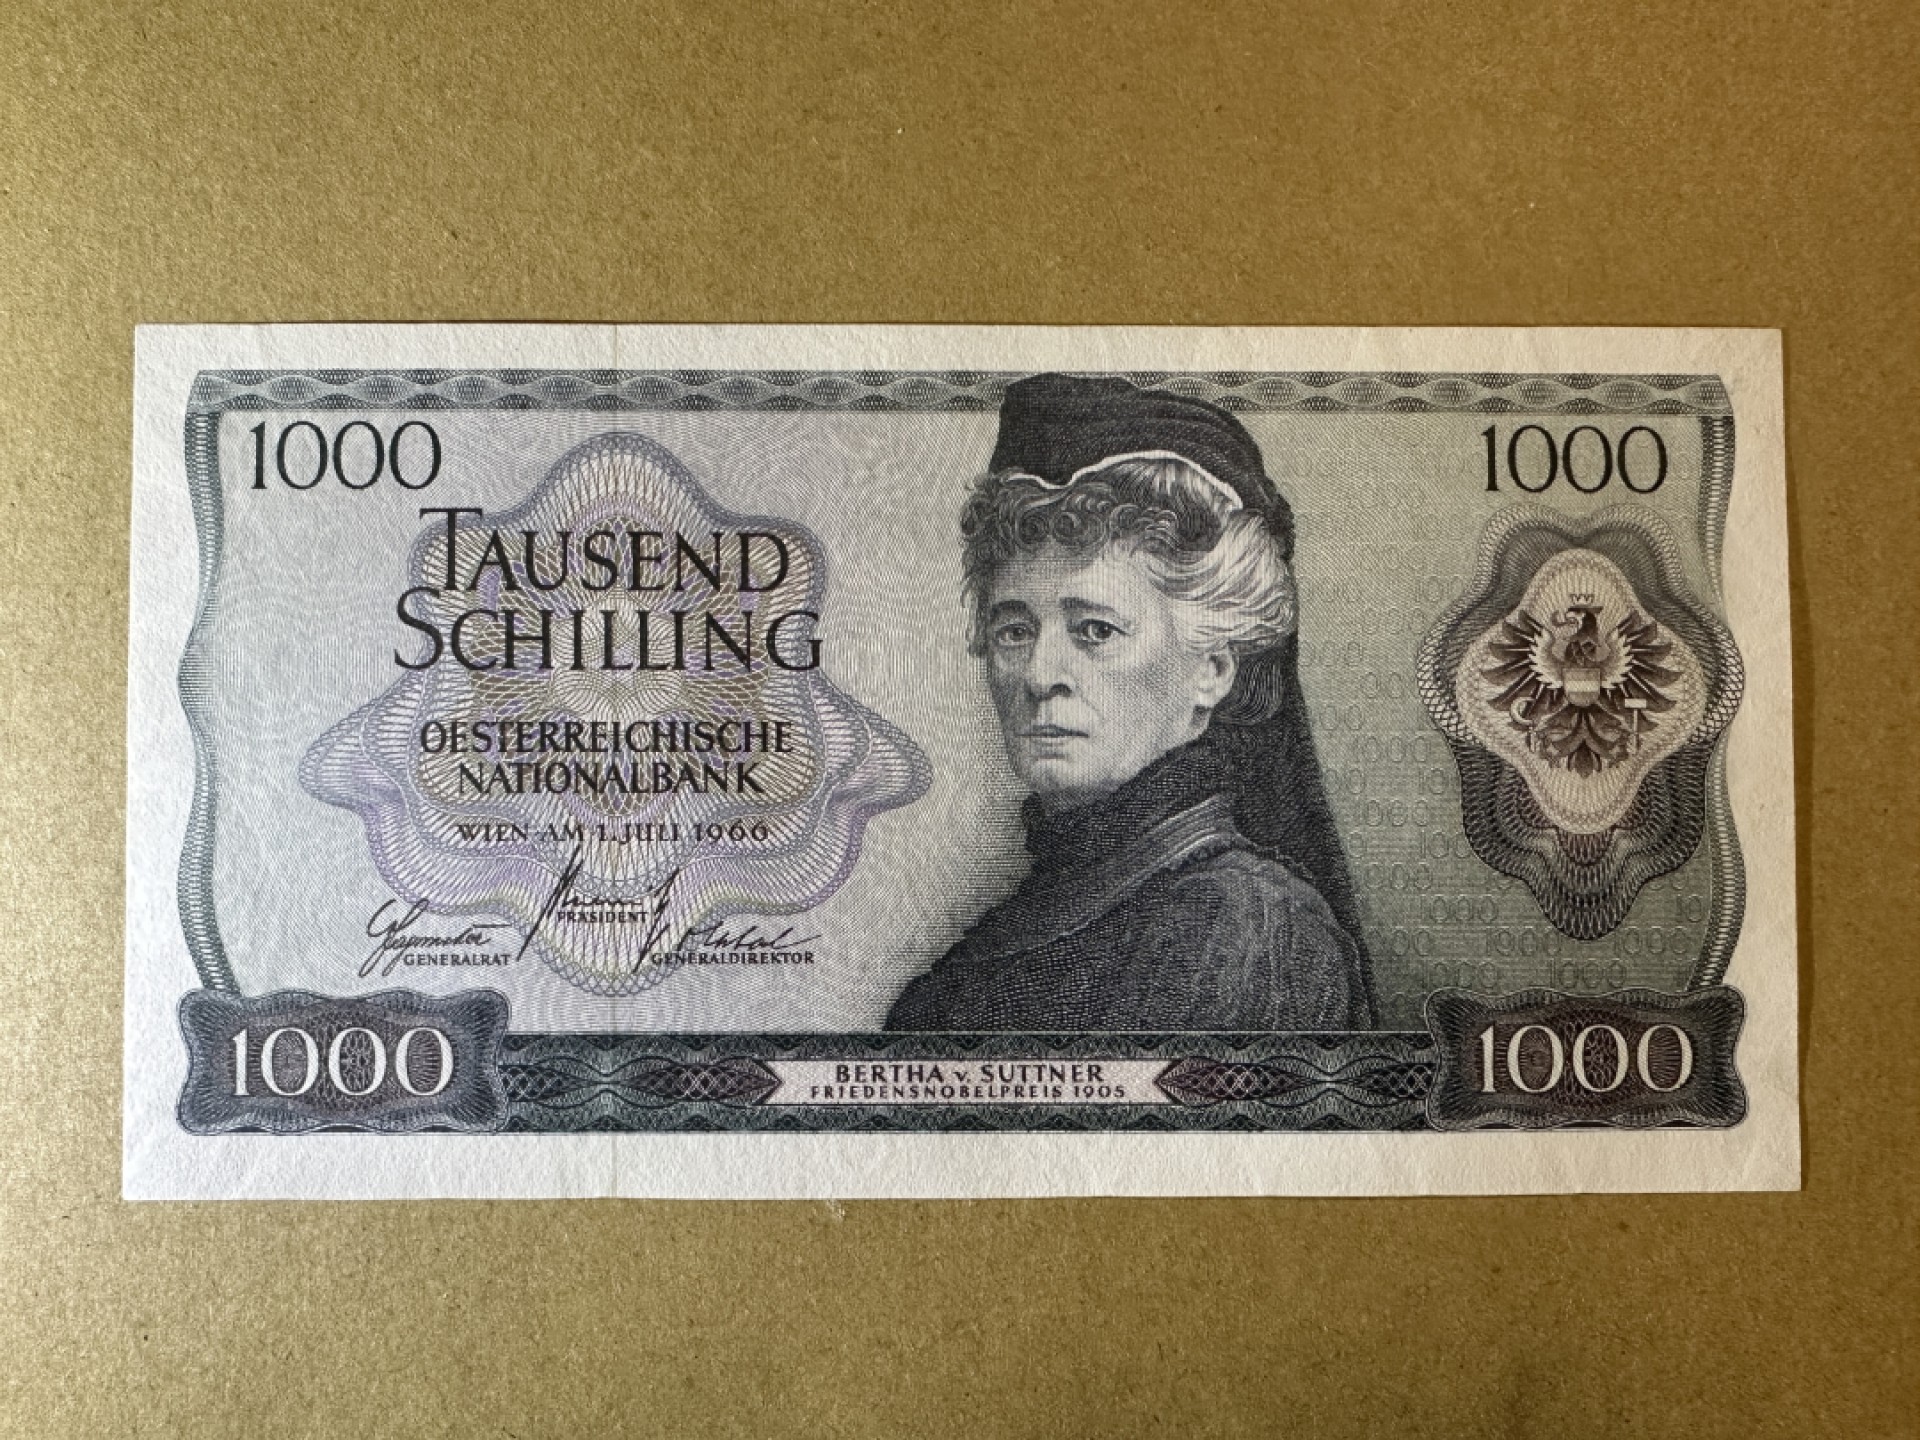 1000
1000
TAUSEND
SCHILLING
OESTERREICHISCHE
NATIONALBANK
WIEN AM 1. JULI 1966
PRÄSIDENT
GENERALRAT
GENERALDIREKTOR
1000
BERTHA v. SUTTNER
FRIEDENSNOBELPREIS 1905
1000